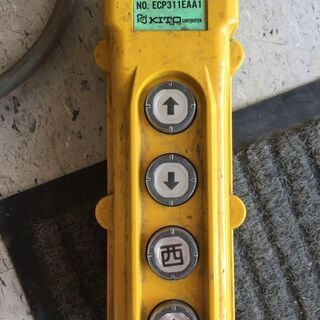 NO. ECP311EAA1
KITO CORPORATION
↑
↓
西